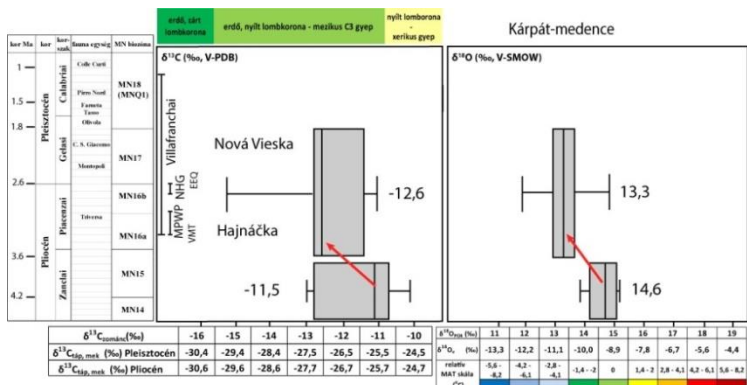 erdő, zárt lombkorona
erdő, nyílt lombkorona - mezikus C3 gyep
nyílt lomborona - xerikus gyep
Kárpát-medence
kor Ma kor kor-szak fauna egység MN biozóna
δ¹³C (‰, V-PDB)
δ¹⁸O (‰, V-SMOW)
1
1.5
1.8
2.6
3.6
4.2
Pleisztocén
Pliocén
Calabriai
Gelasi
Piacenzai
Zanclai
Colle Curti
Pirro Nord
Farneta
Tasso
Olivola
C. S. Giacomo
Montopoli
Triversa
MN18
(MNQ1)
MN17
MN16b
MN16a
MN15
MN14
Villafranchai
NHG
EEQ
MPWP
VMT
Nová Vieska
-12,6
Hajnáčka
-11,5
13,3
14,6
δ¹³Czománc(‰) -16 -15 -14 -13 -12 -11 -10
δ¹³Ctáp, mek (‰) Pleisztocén -30,4 -29,4 -28,4 -27,5 -26,5 -25,5 -24,5
δ¹³Ctáp, mek (‰) Pliocén -30,6 -29,6 -28,6 -27,7 -26,7 -25,7 -24,7
(‰) 11 12 13 14 15 16 17 18 19
(‰) -13,3 -12,2 -11,1 -10,0 -8,9 -7,8 -6,7 -5,6 -4,4
relatív MAT skála -5,6 - -8,2 -4,2 - -6,1 -2,8 - -4,1 -1,4 - -2 0 1,4 - 2 2,8 - 4,1 4,2 - 6,1 5,6 - 8,2